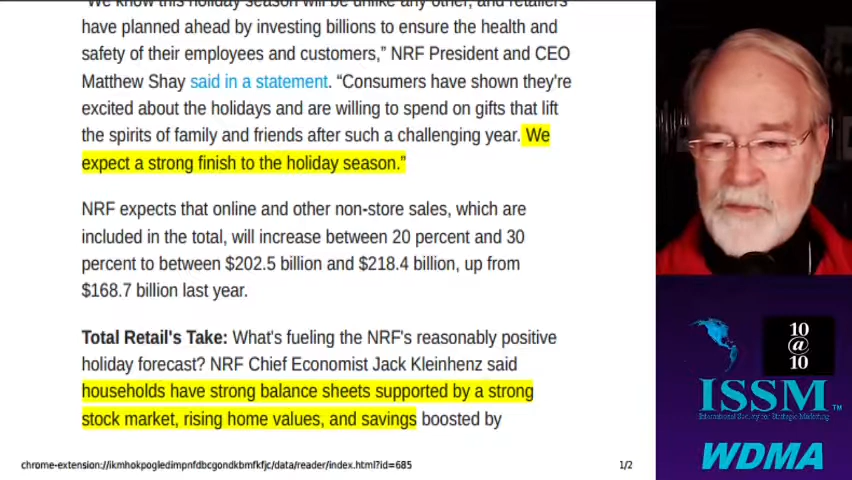 "We know this holiday season will be unlike any other, and retailers
have planned ahead by investing billions to ensure the health and
safety of their employees and customers,” NRF President and CEO
Matthew Shay said in a statement. “Consumers have shown they're
excited about the holidays and are willing to spend on gifts that lift
the spirits of family and friends after such a challenging year. We
expect a strong finish to the holiday season.”
NRF expects that online and other non-store sales, which are
included in the total, will increase between 20 percent and 30
percent to between $202.5 billion and $218.4 billion, up from
$168.7 billion last year.
Total Retail's Take: What's fueling the NRF's reasonably positive
holiday forecast? NRF Chief Economist Jack Kleinhenz said
households have strong balance sheets supported by a strong
stock market, rising home values, and savings boosted by
chrome-extension://ikmhokpogledimpnfdbcgondkbmfkfjc/data/reader/index.html?id=685
1/2
10
@
10
ISSM™
International Society for Strategic Marketing
WDMA